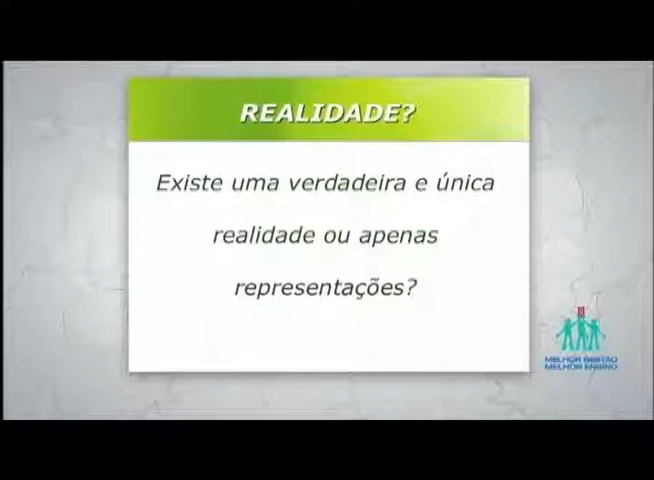 REALIDADE?
Existe uma verdadeira e única
realidade ou apenas
representações?
MELHOR GESTÃO
MELHOR ENSINO